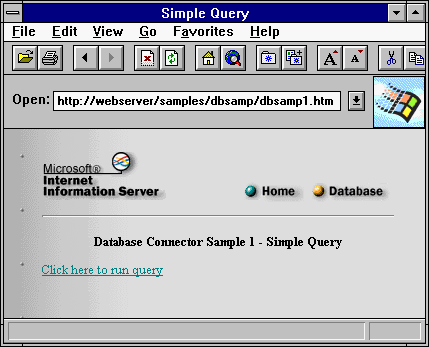 Simple Query
File Edit View Go Favorites Help
A A
Open: http://webserver/samples/dbsamp/dbsamp1.htm
Microsoft®
Internet
Information Server
Home Database
Database Connector Sample 1 - Simple Query
Click here to run query